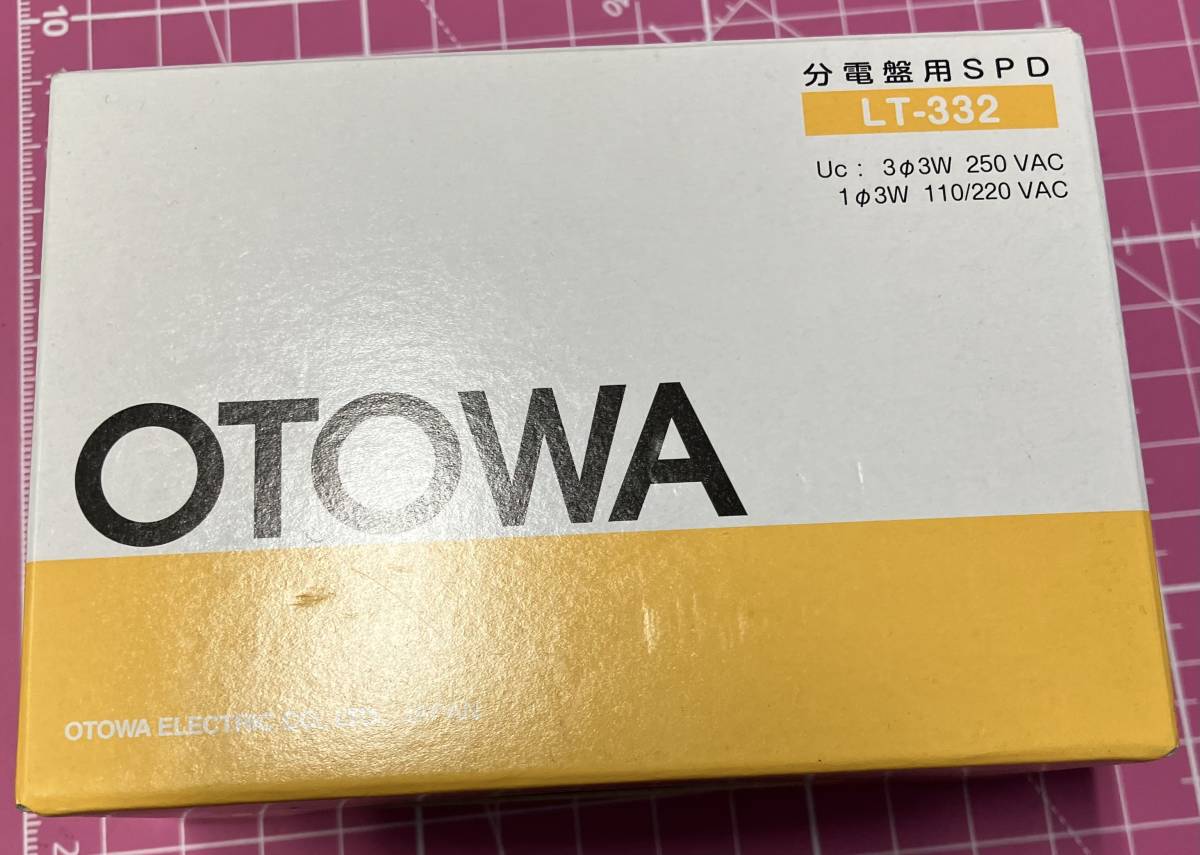 10
分電盤用SPD
LT-332
Uc : 3φ3W 250 VAC
1φ3W 110/220 VAC
OTOWA
OTOWA ELECTRIC CO., LTD. JAPAN